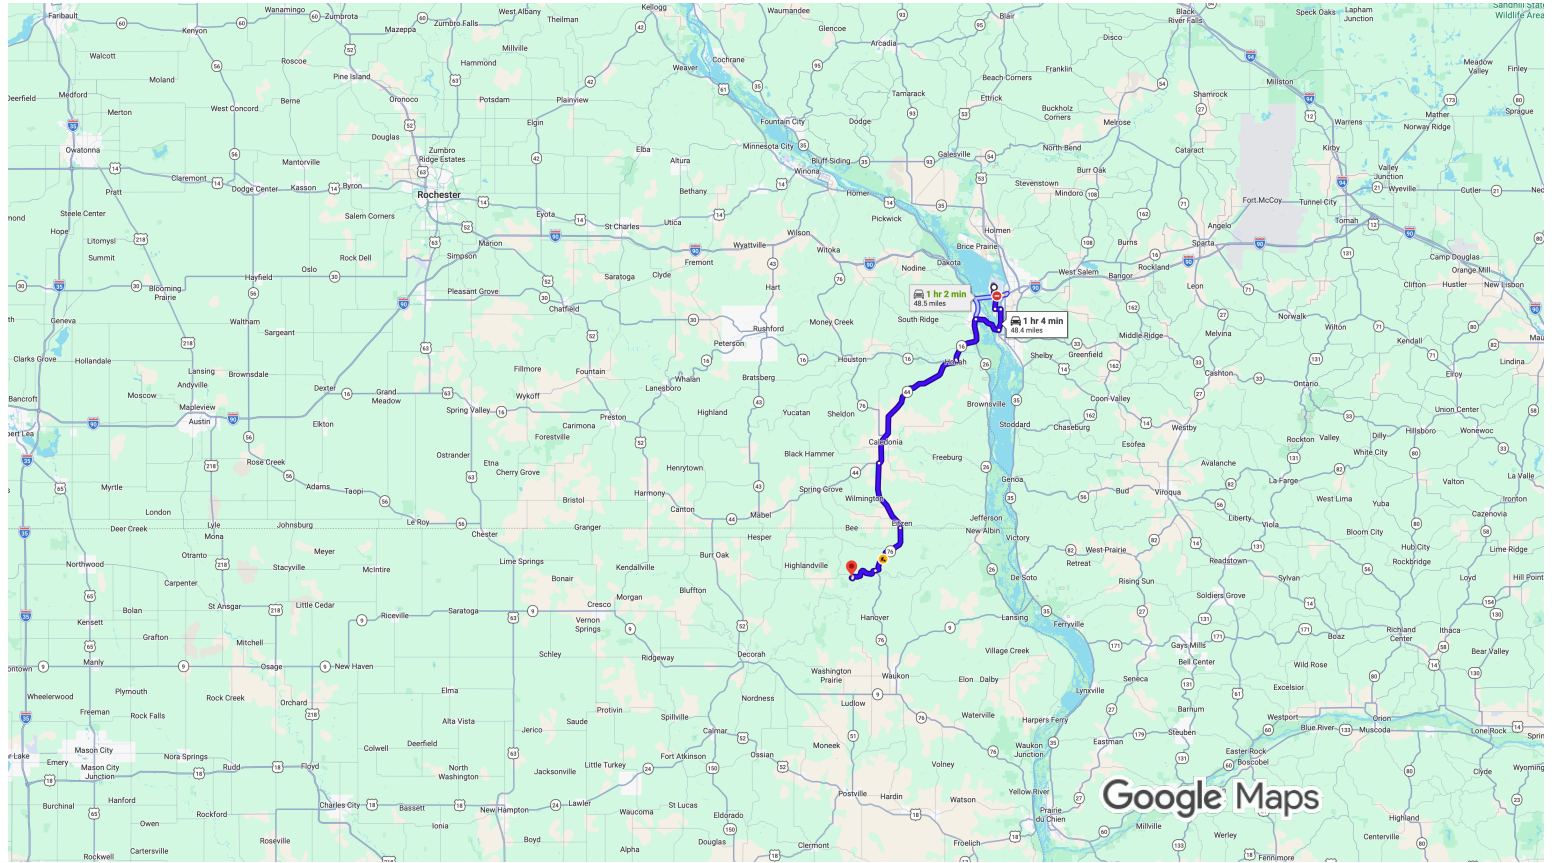 Faribault
Wanamingo
Zumbrota
Zumbro Falls
West Albany
Theilman
Kellogg
Waumandee
Glencoe
Arcadia
Blair
Black
River Falls
Speck Oaks
Lapham
Junction
Sandhill State
Wildlife Area
Kenyon
Mazeppa
Millville
Disco
Walcott
Roscoe
Hammond
Weaver
Cochrane
Beach Corners
Franklin
Millston
Meadow
Valley
Finley
Moland
Pine Island
Deerfield
Medford
Merton
West Concord
Berne
Oronoco
Potsdam
Plainview
Tamarack
Ettrick
Buckholz
Corners
Shamrock
Mather
Sprague
Douglas
Elgin
Fountain City
Dodge
Melrose
Warrens
Norway Ridge
Owatonna
Zumbro
Ridge Estates
Elba
Altura
Minnesota City
Bluff Siding
Galesville
North Bend
Cataract
Kirby
Valley
Junction
Claremont
Dodge Center
Mantorville
Kasson
Byron
Rochester
Bethany
Winona
Homer
Stevenstown
Burr Oak
Mindoro
Wyeville
Cutler
Pratt
Steele Center
Salem Corners
Eyota
Pickwick
Fort McCoy
Tunnel City
Hope
Litomysl
Summit
Marion
St Charles
Utica
Wilson
Holmen
Angelo
Tomah
Simpson
Wyattville
Witoka
Brice Prairie
Burns
Sparta
Rock Dell
Fremont
Nodine
Dakota
West Salem
Bangor
Rockland
Leon
Camp Douglas
Orange Mill
Hayfield
Oslo
Saratoga
Clyde
Hart
Clifton
Hustler
New Lisbon
Blooming
Prairie
Pleasant Grove
Chatfield
1 hr 2 min
48.5 miles
Geneva
Waltham
Sargeant
Rushford
Money Creek
South Ridge
1 hr 4 min
48.4 miles
Norwalk
Melvina
Wilton
Kendall
Middle Ridge
Peterson
Houston
Hokah
Shelby
Greenfield
Lindina
Clarks Grove
Hollandale
Lansing
Andyville
Brownsdale
Fillmore
Fountain
Whalan
Lanesboro
Bratsberg
Cashton
Ontario
Elroy
Moscow
Mapleview
Austin
Dexter
Grand
Meadow
Wykoff
Spring Valley
Preston
Highland
Yucatan
Sheldon
Brownsville
Coon Valley
Union Center
Bancroft
Elkton
Carimona
Forestville
Caledonia
Stoddard
Chaseburg
Westby
Rockton
Valley
Dilly
Hillsboro
Wonewoc
Ostrander
Etna
Cherry Grove
Black Hammer
Freeburg
Esofea
White City
Rose Creek
Henrytown
Avalanche
La Farge
La Valle
Myrtle
Adams
Taopi
Bristol
Harmony
Spring Grove
Wilmington
Genoa
Bud
Viroqua
West Lima
Yuba
Valton
Ironton
London
Canton
Mabel
Eitzen
Jefferson
New Albin
Liberty
Viola
Cazenovia
Deer Creek
Lyle
Mona
Johnsburg
Le Roy
Chester
Granger
Hesper
Bee
Victory
Bloom City
Otranto
Meyer
Burr Oak
West Prairie
Retreat
Hub City
Rockbridge
Lime Ridge
Northwood
Stacyville
McIntire
Lime Springs
Kendallville
Highlandville
De Soto
Readstown
Carpenter
Bonair
Bluffton
Rising Sun
Sylvan
Loyd
Hill Point
Bolan
St Ansgar
Little Cedar
Riceville
Saratoga
Cresco
Morgan
Hanover
Lansing
Ferryville
Soldiers Grove
Kensett
Grafton
Vernon
Springs
Boaz
Richland
Center
Ithaca
Mitchell
Schley
Ridgeway
Decorah
Village Creek
Gays Mills
Bear Valley
Manly
Osage
New Haven
Washington
Prairie
Waukon
Bell Center
Wild Rose
Wheelerwood
Plymouth
Rock Creek
Orchard
Elma
Nordness
Elon
Dalby
Seneca
Lynxville
Excelsior
Freeman
Rock Falls
Alta Vista
Protivin
Saude
Spillville
Ludlow
Waterville
Harpers Ferry
Barnum
Westport
Orion
Jerico
Calmar
Eastman
Steuben
Blue River
Muscoda
Lone Rock
Mason City
Nora Springs
Colwell
Deerfield
Fort Atkinson
Ossian
Moneek
Waukon
Junction
Easter Rock
Boscobel
Emery
Mason City
Junction
Rudd
Floyd
North
Washington
Jacksonville
Little Turkey
Volney
Clyde
Wyoming
Burchinal
Hanford
Rockford
Charles City
Bassett
New Hampton
Lawler
Waucoma
St Lucas
Eldorado
Postville
Hardin
Watson
Yellow River
Prairie
du Chien
Google Maps
Highland
Owen
Ionia
Boyd
Douglas
Millville
Werley
Centerville
Rockwell
Cartersville
Roseville
Alpha
Clermont
Froelich
Fennimore